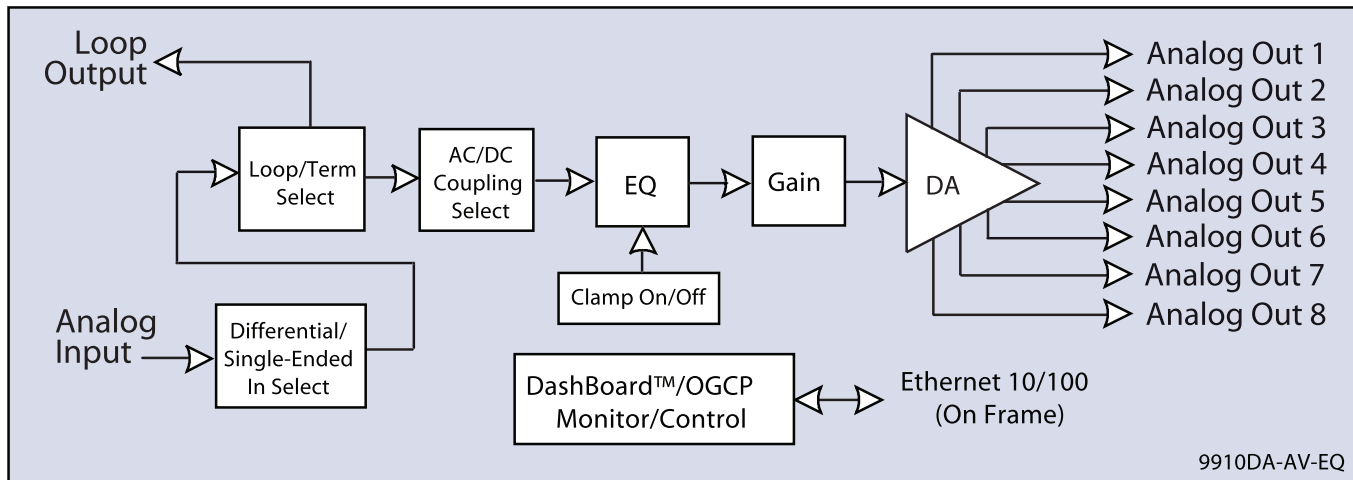 Loop
Output
Loop/Term
Select
AC/DC
Coupling
Select
EQ
Gain
DA
Analog Out 1
Analog Out 2
Analog Out 3
Analog Out 4
Analog Out 5
Analog Out 6
Analog Out 7
Analog Out 8
Clamp On/Off
Analog
Input
Differential/
Single-Ended
In Select
DashBoard™/OGCP
Monitor/Control
Ethernet 10/100
(On Frame)
9910DA-AV-EQ